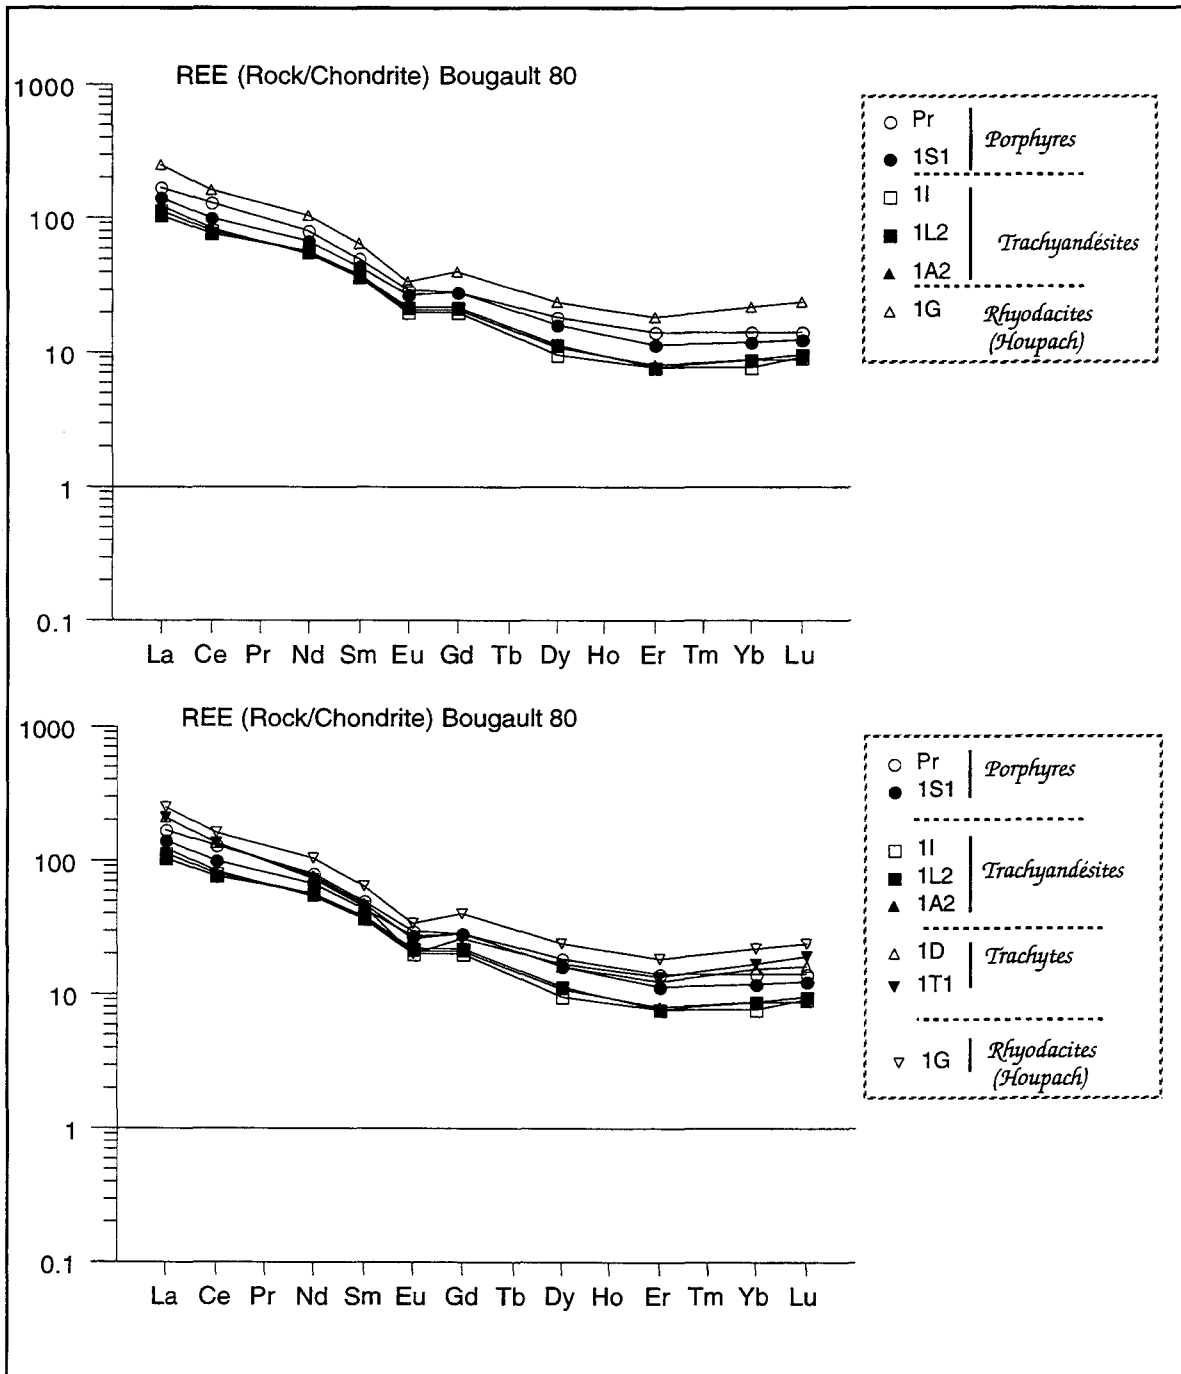 REE (Rock/Chondrite) Bougault 80
1000
100
10
1
0.1
La Ce Pr Nd Sm Eu Gd Tb Dy Ho Er Tm Yb Lu
Pr
1S1
Porphyres
1I
1L2
1A2
Trachyandésites
1G
Rhyodacites
(Houpach)
REE (Rock/Chondrite) Bougault 80
1000
100
10
1
0.1
La Ce Pr Nd Sm Eu Gd Tb Dy Ho Er Tm Yb Lu
Pr
1S1
Porphyres
1I
1L2
1A2
Trachyandésites
1D
1T1
Trachytes
1G
Rhyodacites
(Houpach)